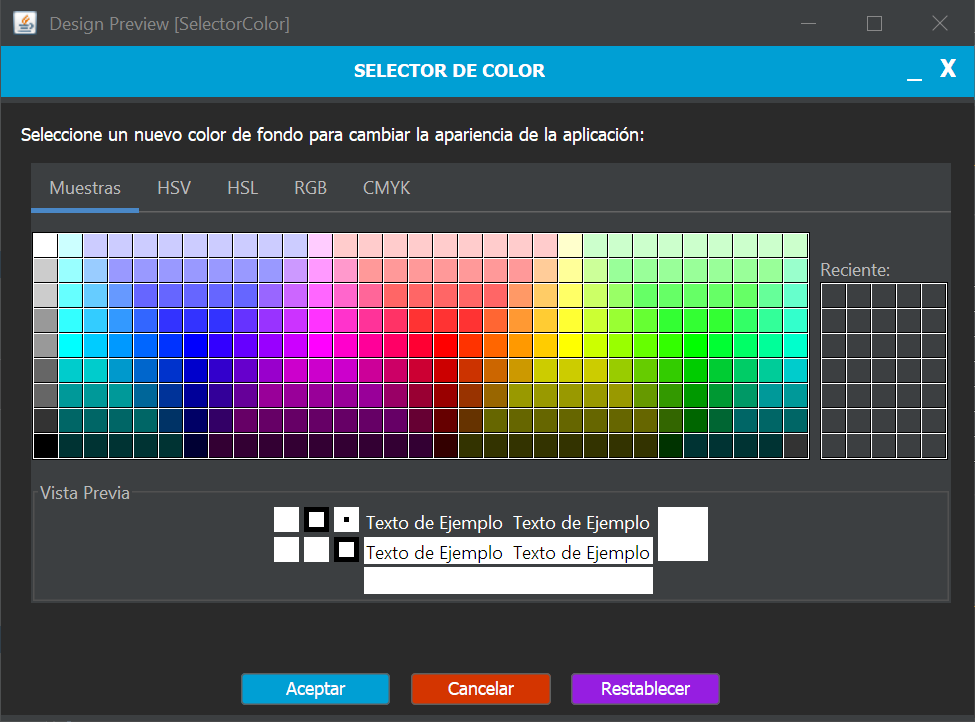 Design Preview [SelectorColor]
SELECTOR DE COLOR
_ X
Seleccione un nuevo color de fondo para cambiar la apariencia de la aplicación:
Muestras HSV HSL RGB CMYK
Reciente:
Vista Previa
Texto de Ejemplo Texto de Ejemplo
Texto de Ejemplo Texto de Ejemplo
Aceptar Cancelar Restablecer